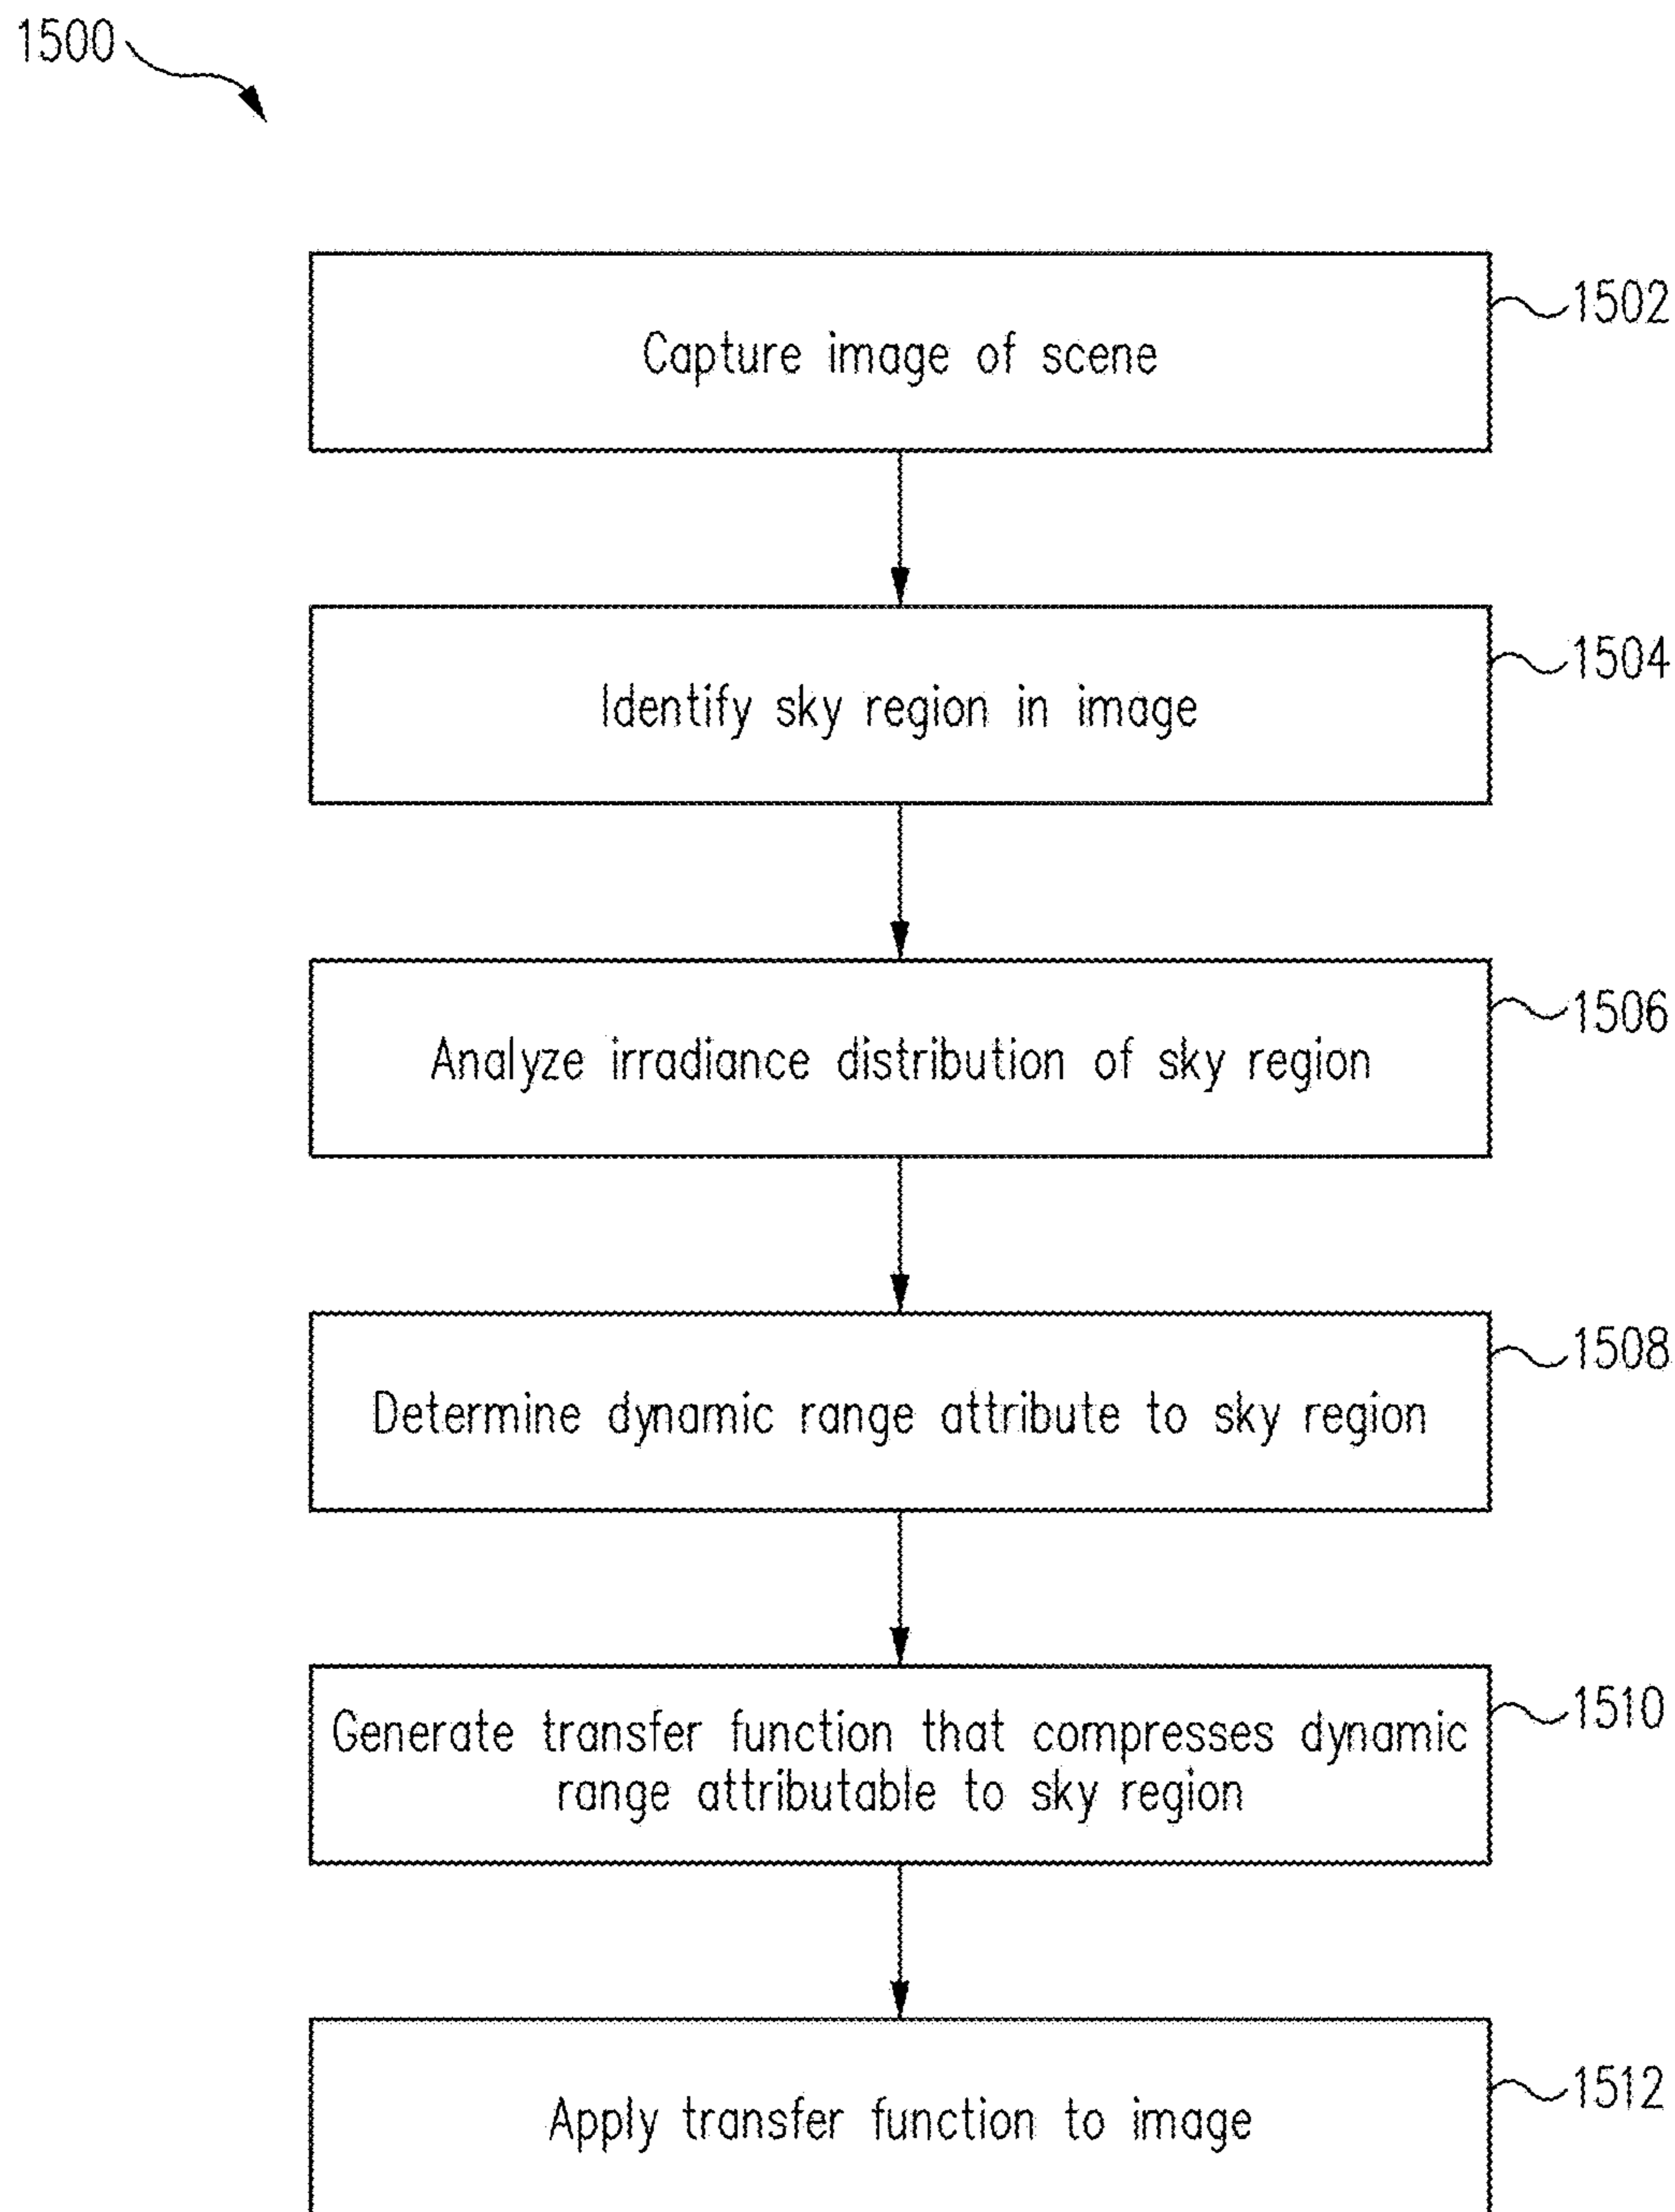 1500
Capture image of scene
1502
Identify sky region in image
1504
Analyze irradiance distribution of sky region
1506
Determine dynamic range attribute to sky region
1508
Generate transfer function that compresses dynamic
range attributable to sky region
1510
Apply transfer function to image
1512